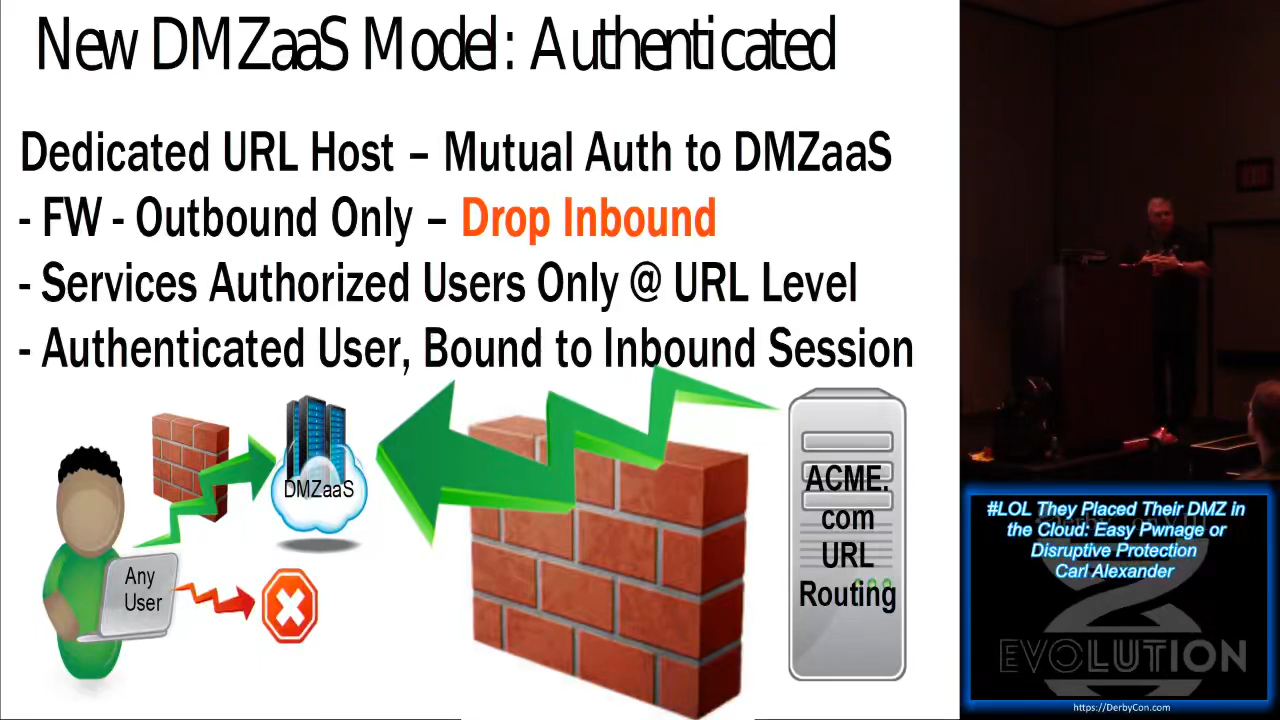 New DMZaaS Model: Authenticated
Dedicated URL Host – Mutual Auth to DMZaaS
- FW - Outbound Only – Drop Inbound
- Services Authorized Users Only @ URL Level
- Authenticated User, Bound to Inbound Session
DMZaaS
Any
User
ACME.
com
URL
Routing
#LOL They Placed Their DMZ in
the Cloud: Easy Pwnage or
Disruptive Protection
Carl Alexander
EVOLUTION
https://DerbyCon.com